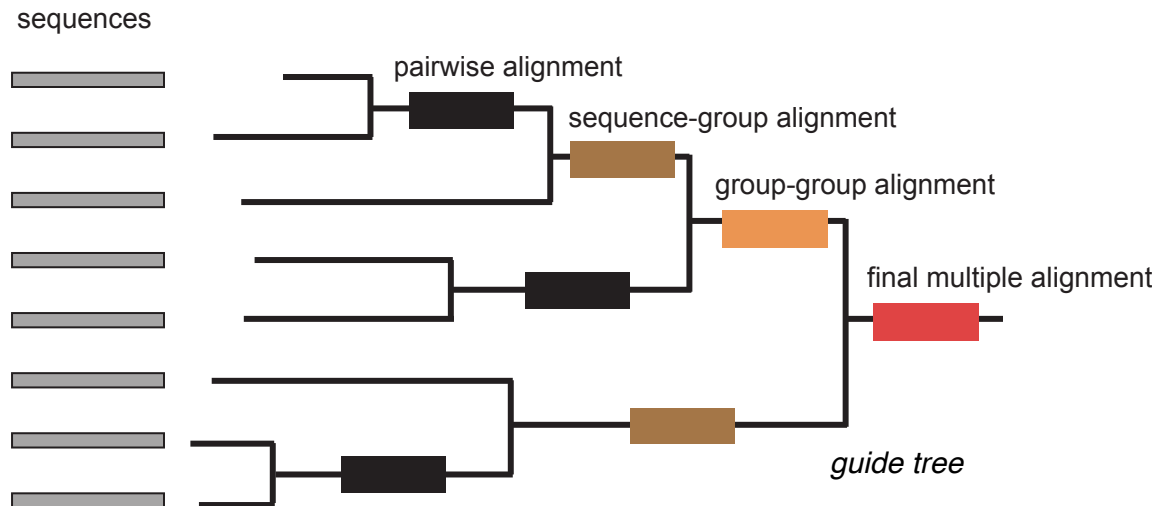 sequences
pairwise alignment
sequence-group alignment
group-group alignment
final multiple alignment
guide tree